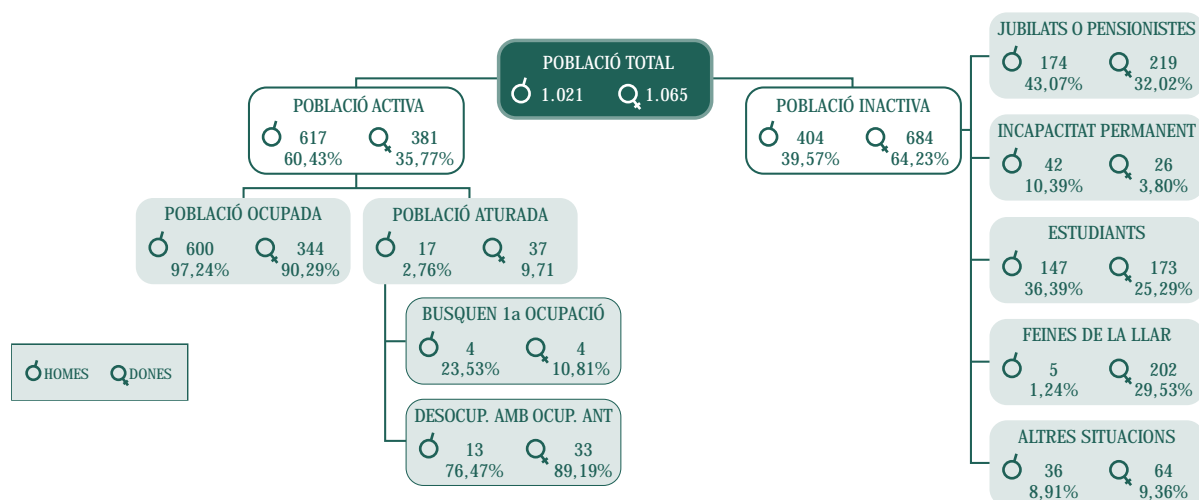 POBLACIÓ TOTAL
1.021 1.065
POBLACIÓ ACTIVA
617 381
60,43% 35,77%
POBLACIÓ INACTIVA
404 684
39,57% 64,23%
POBLACIÓ OCUPADA
600 344
97,24% 90,29%
POBLACIÓ ATURADA
17 37
2,76% 9,71
BUSQUEN 1a OCUPACIÓ
4 4
23,53% 10,81%
DESOCUP. AMB OCUP. ANT
13 33
76,47% 89,19%
JUBILATS O PENSIONISTES
174 219
43,07% 32,02%
INCAPACITAT PERMANENT
42 26
10,39% 3,80%
ESTUDIANTS
147 173
36,39% 25,29%
FEINES DE LA LLAR
5 202
1,24% 29,53%
ALTRES SITUACIONS
36 64
8,91% 9,36%
HOMES DONES